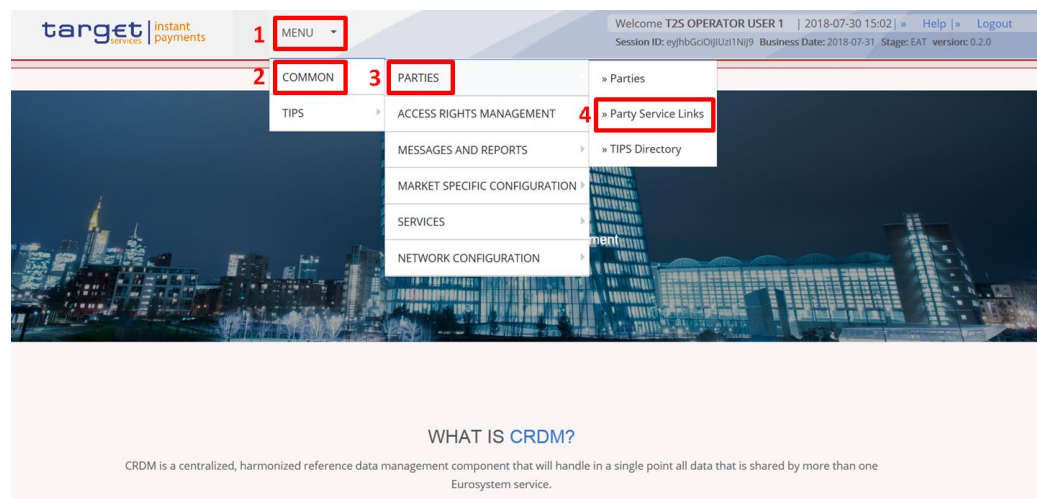 target services instant payments
1 MENU
Welcome T2S OPERATOR USER 1 | 2018-07-30 15:02 | » Help | » Logout
Session ID: eyJhbGciOiJIUzI1NiJ9 Business Date: 2018-07-31 Stage: EAT version: 0.2.0
2 COMMON
TIPS
3 PARTIES
ACCESS RIGHTS MANAGEMENT
MESSAGES AND REPORTS
MARKET SPECIFIC CONFIGURATION
SERVICES
NETWORK CONFIGURATION
» Parties
4 » Party Service Links
» TIPS Directory
ment
WHAT IS CRDM?
CRDM is a centralized, harmonized reference data management component that will handle in a single point all data that is shared by more than one
Eurosystem service.